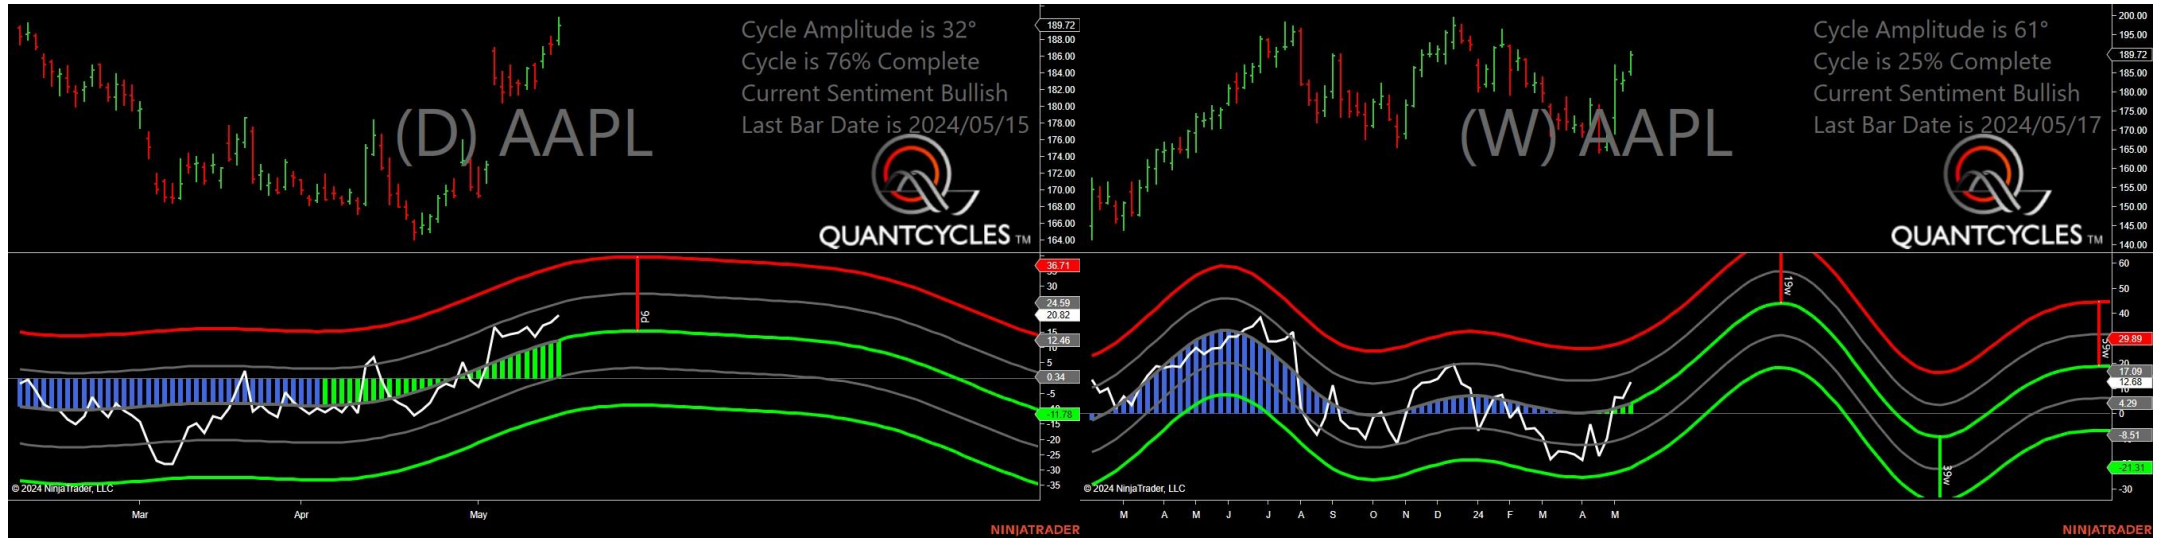 Cycle Amplitude is 32°
Cycle is 76% Complete
Current Sentiment Bullish
Last Bar Date is 2024/05/15
(D) AAPL
QUANTCYCLES TM
189.72
188.00
186.00
184.00
182.00
180.00
178.00
176.00
174.00
172.00
170.00
168.00
166.00
164.00
36.71
30
24.59
20.82
15
12.46
10
5
0.34
-5
-11.78
-15
-20
-25
-30
-35
9d
© 2024 NinjaTrader, LLC
Mar
Apr
May
NINJATRADER
Cycle Amplitude is 61°
Cycle is 25% Complete
Current Sentiment Bullish
Last Bar Date is 2024/05/17
(W) AAPL
QUANTCYCLES TM
200.00
195.00
189.72
185.00
180.00
175.00
170.00
165.00
160.00
155.00
150.00
145.00
140.00
60
50
40
29.89
20
17.09
12.68
4.29
0
-8.51
-21.31
-30
19w
39w
59w
© 2024 NinjaTrader, LLC
M
A
M
J
J
A
S
O
N
D
24
F
M
A
M
NINJATRADER